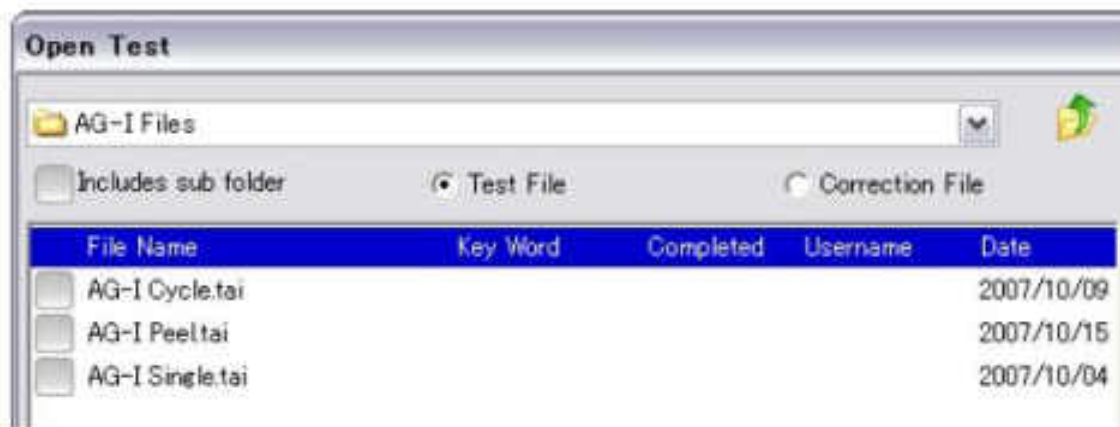 Open Test
AG-I Files
Includes sub folder Test File Correction File
File Name Key Word Completed Username Date
AG-I Cycle.tai 2007/10/09
AG-I Peel.tai 2007/10/15
AG-I Single.tai 2007/10/04